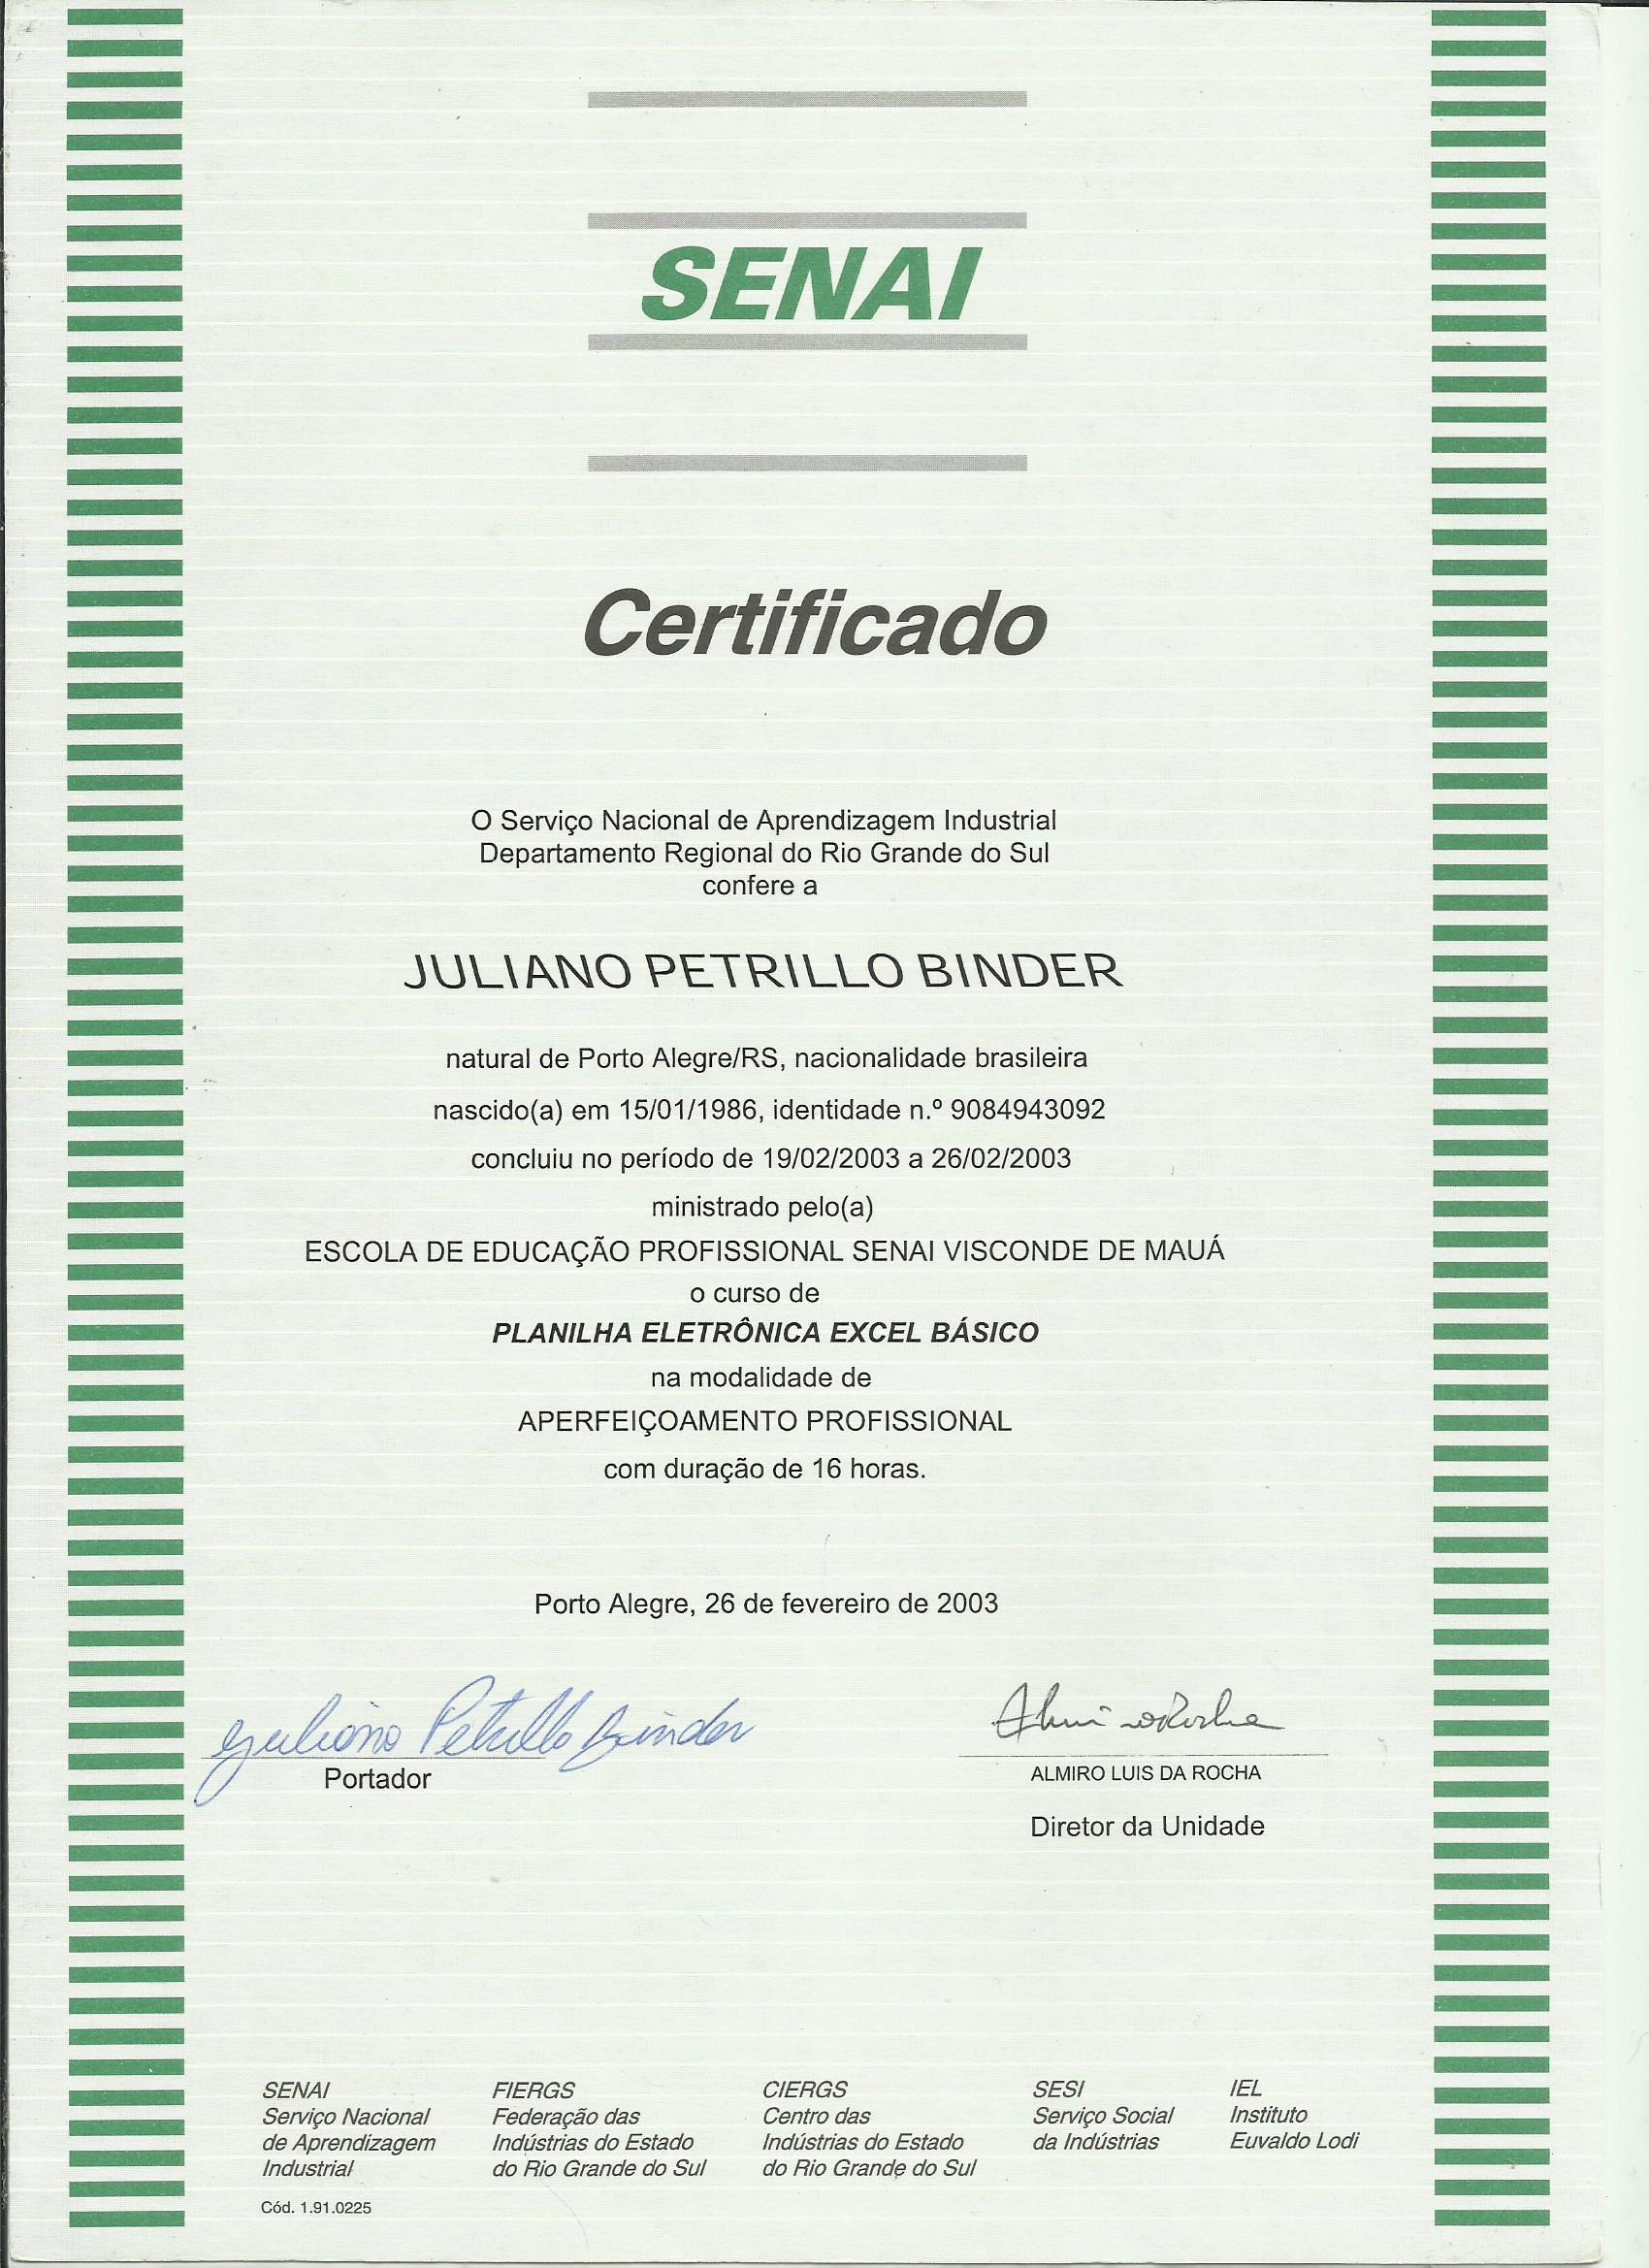 SENAI
Certificado
O Serviço Nacional de Aprendizagem Industrial
Departamento Regional do Rio Grande do Sul
confere a
JULIANO PETRILLO BINDER
natural de Porto Alegre/RS, nacionalidade brasileira
nascido(a) em 15/01/1986, identidade n.º 9084943092
concluiu no período de 19/02/2003 a 26/02/2003
ministrado pelo(a)
ESCOLA DE EDUCAÇÃO PROFISSIONAL SENAI VISCONDE DE MAUÁ
o curso de
PLANILHA ELETRÔNICA EXCEL BÁSICO
na modalidade de
APERFEIÇOAMENTO PROFISSIONAL
com duração de 16 horas.
Porto Alegre, 26 de fevereiro de 2003
Juliano Petrillo Binder
Portador
ALMIRO LUIS DA ROCHA
Diretor da Unidade
SENAI
Serviço Nacional
de Aprendizagem
Industrial
FIERGS
Federação das
Indústrias do Estado
do Rio Grande do Sul
CIERGS
Centro das
Indústrias do Estado
do Rio Grande do Sul
SESI
Serviço Social
da Indústrias
IEL
Instituto
Euvaldo Lodi
Cód. 1.91.0225